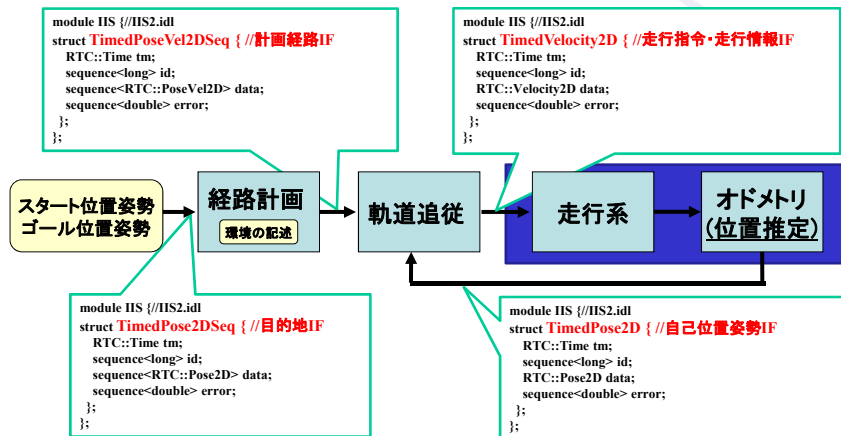 module IIS {//IIS2.idl
struct TimedPoseVel2DSeq { //計画経路IF
RTC::Time tm;
sequence<long> id;
sequence<RTC::PoseVel2D> data;
sequence<double> error;
};
};
module IIS {//IIS2.idl
struct TimedVelocity2D { //走行指令・走行情報IF
RTC::Time tm;
sequence<long> id;
RTC::Velocity2D data;
sequence<double> error;
};
};
スタート位置姿勢
ゴール位置姿勢
経路計画
環境の記述
軌道追従
走行系
オドメトリ
(位置推定)
module IIS {//IIS2.idl
struct TimedPose2DSeq { //目的地IF
RTC::Time tm;
sequence<long> id;
sequence<RTC::Pose2D> data;
sequence<double> error;
};
};
module IIS {//IIS2.idl
struct TimedPose2D { //自己位置姿勢IF
RTC::Time tm;
sequence<long> id;
RTC::Pose2D data;
sequence<double> error;
};
};